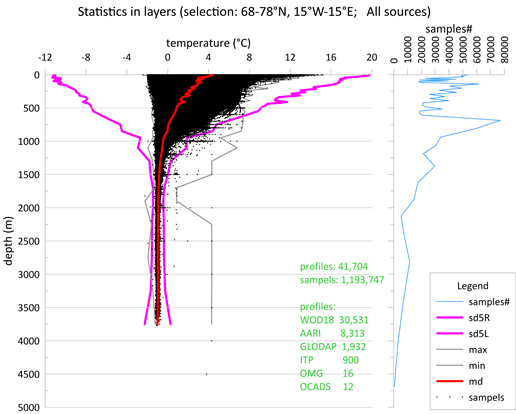 Statistics in layers (selection: 68-78°N, 15°W-15°E;   All sources)
temperature (°C)
samples#
-12 -8 -4 0 4 8 12 16 20
0 10000 20000 30000 40000 50000 60000 70000 80000
depth (m)
0
500
1000
1500
2000
2500
3000
3500
4000
4500
5000
profiles: 41,704
sampels: 1,193,747
profiles:
WOD18 30,531
AARI 8,313
GLODAP 1,932
ITP 900
OMG 16
OCADS 12
Legend
samples#
sd5R
sd5L
max
min
md
sampels